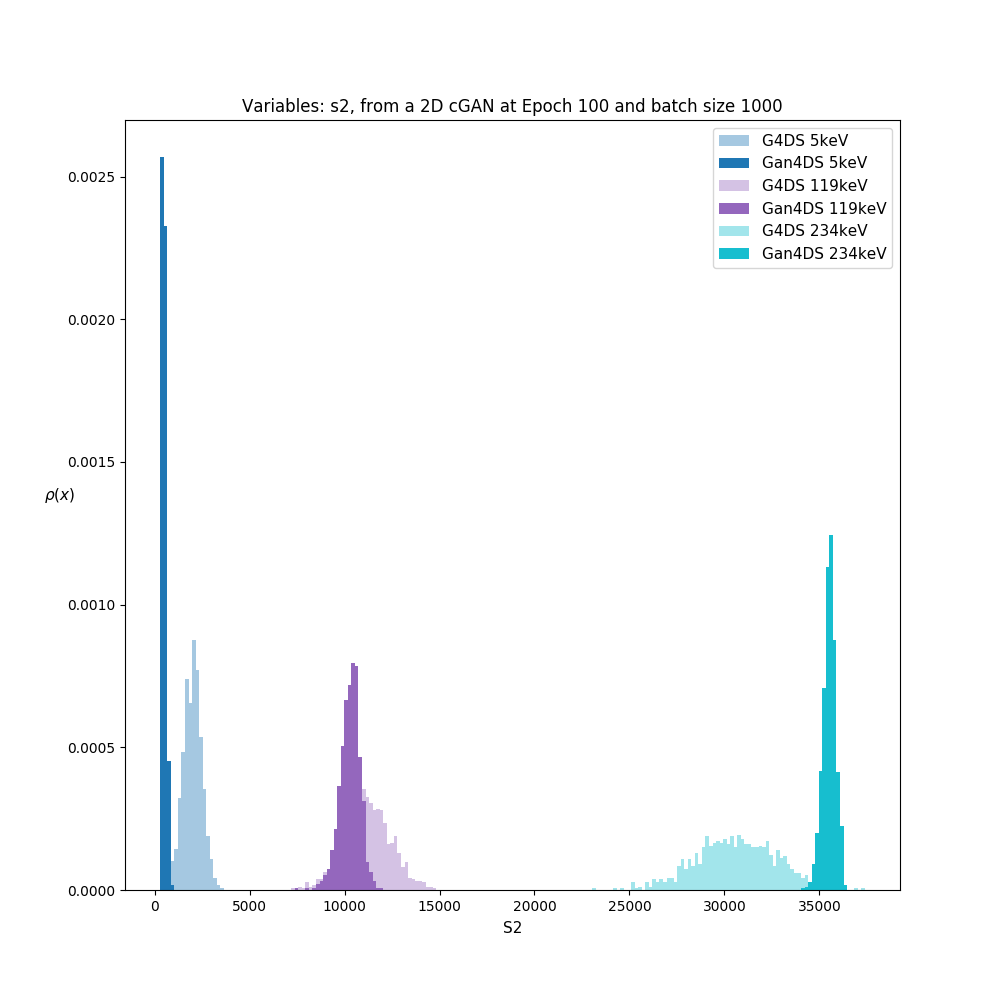 Variables: s2, from a 2D cGAN at Epoch 100 and batch size 1000
G4DS 5keV
Gan4DS 5keV
G4DS 119keV
Gan4DS 119keV
G4DS 234keV
Gan4DS 234keV
0.0025
0.0020
0.0015
ρ(x)
0.0010
0.0005
0.0000
0 5000 10000 15000 20000 25000 30000 35000
S2